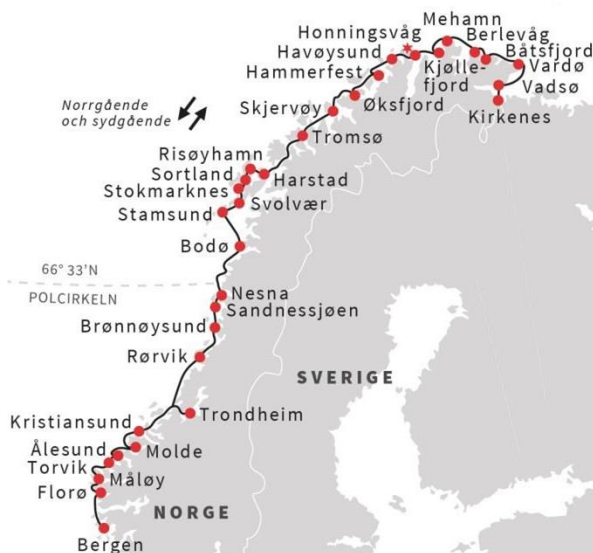 Mehamn
Honningsvåg
Berlevåg
Havøysund
Båtsfjord
Hammerfest
Kjølle-
fjord
Vardø
Vadsø
Norrgående
och sydgående
Skjervøy
Øksfjord
Kirkenes
Tromsø
Risøyhamn
Sortland
Harstad
Stokmarknes
Svolvær
Stamsund
Bodø
66° 33'N
POLCIRKELN
Nesna
Sandnessjøen
Brønnøysund
Rørvik
SVERIGE
Trondheim
Kristiansund
Ålesund
Molde
Torvik
Måløy
Florø
NORGE
Bergen